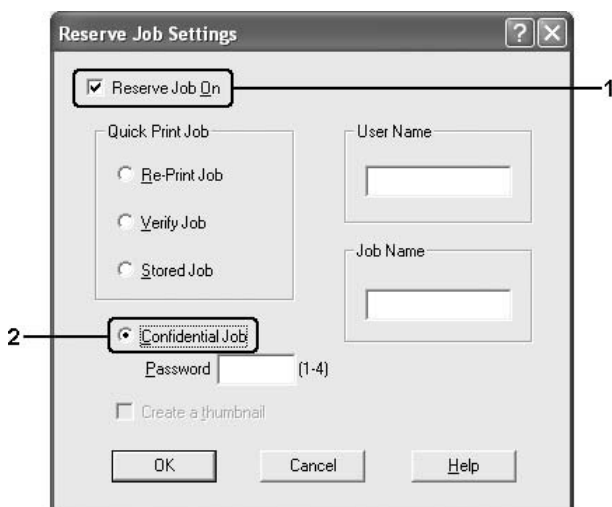 Reserve Job Settings
Reserve Job On
1
Quick Print Job
Re-Print Job
Verify Job
Stored Job
User Name
Job Name
2
Confidential Job
Password
(1-4)
Create a thumbnail
OK
Cancel
Help